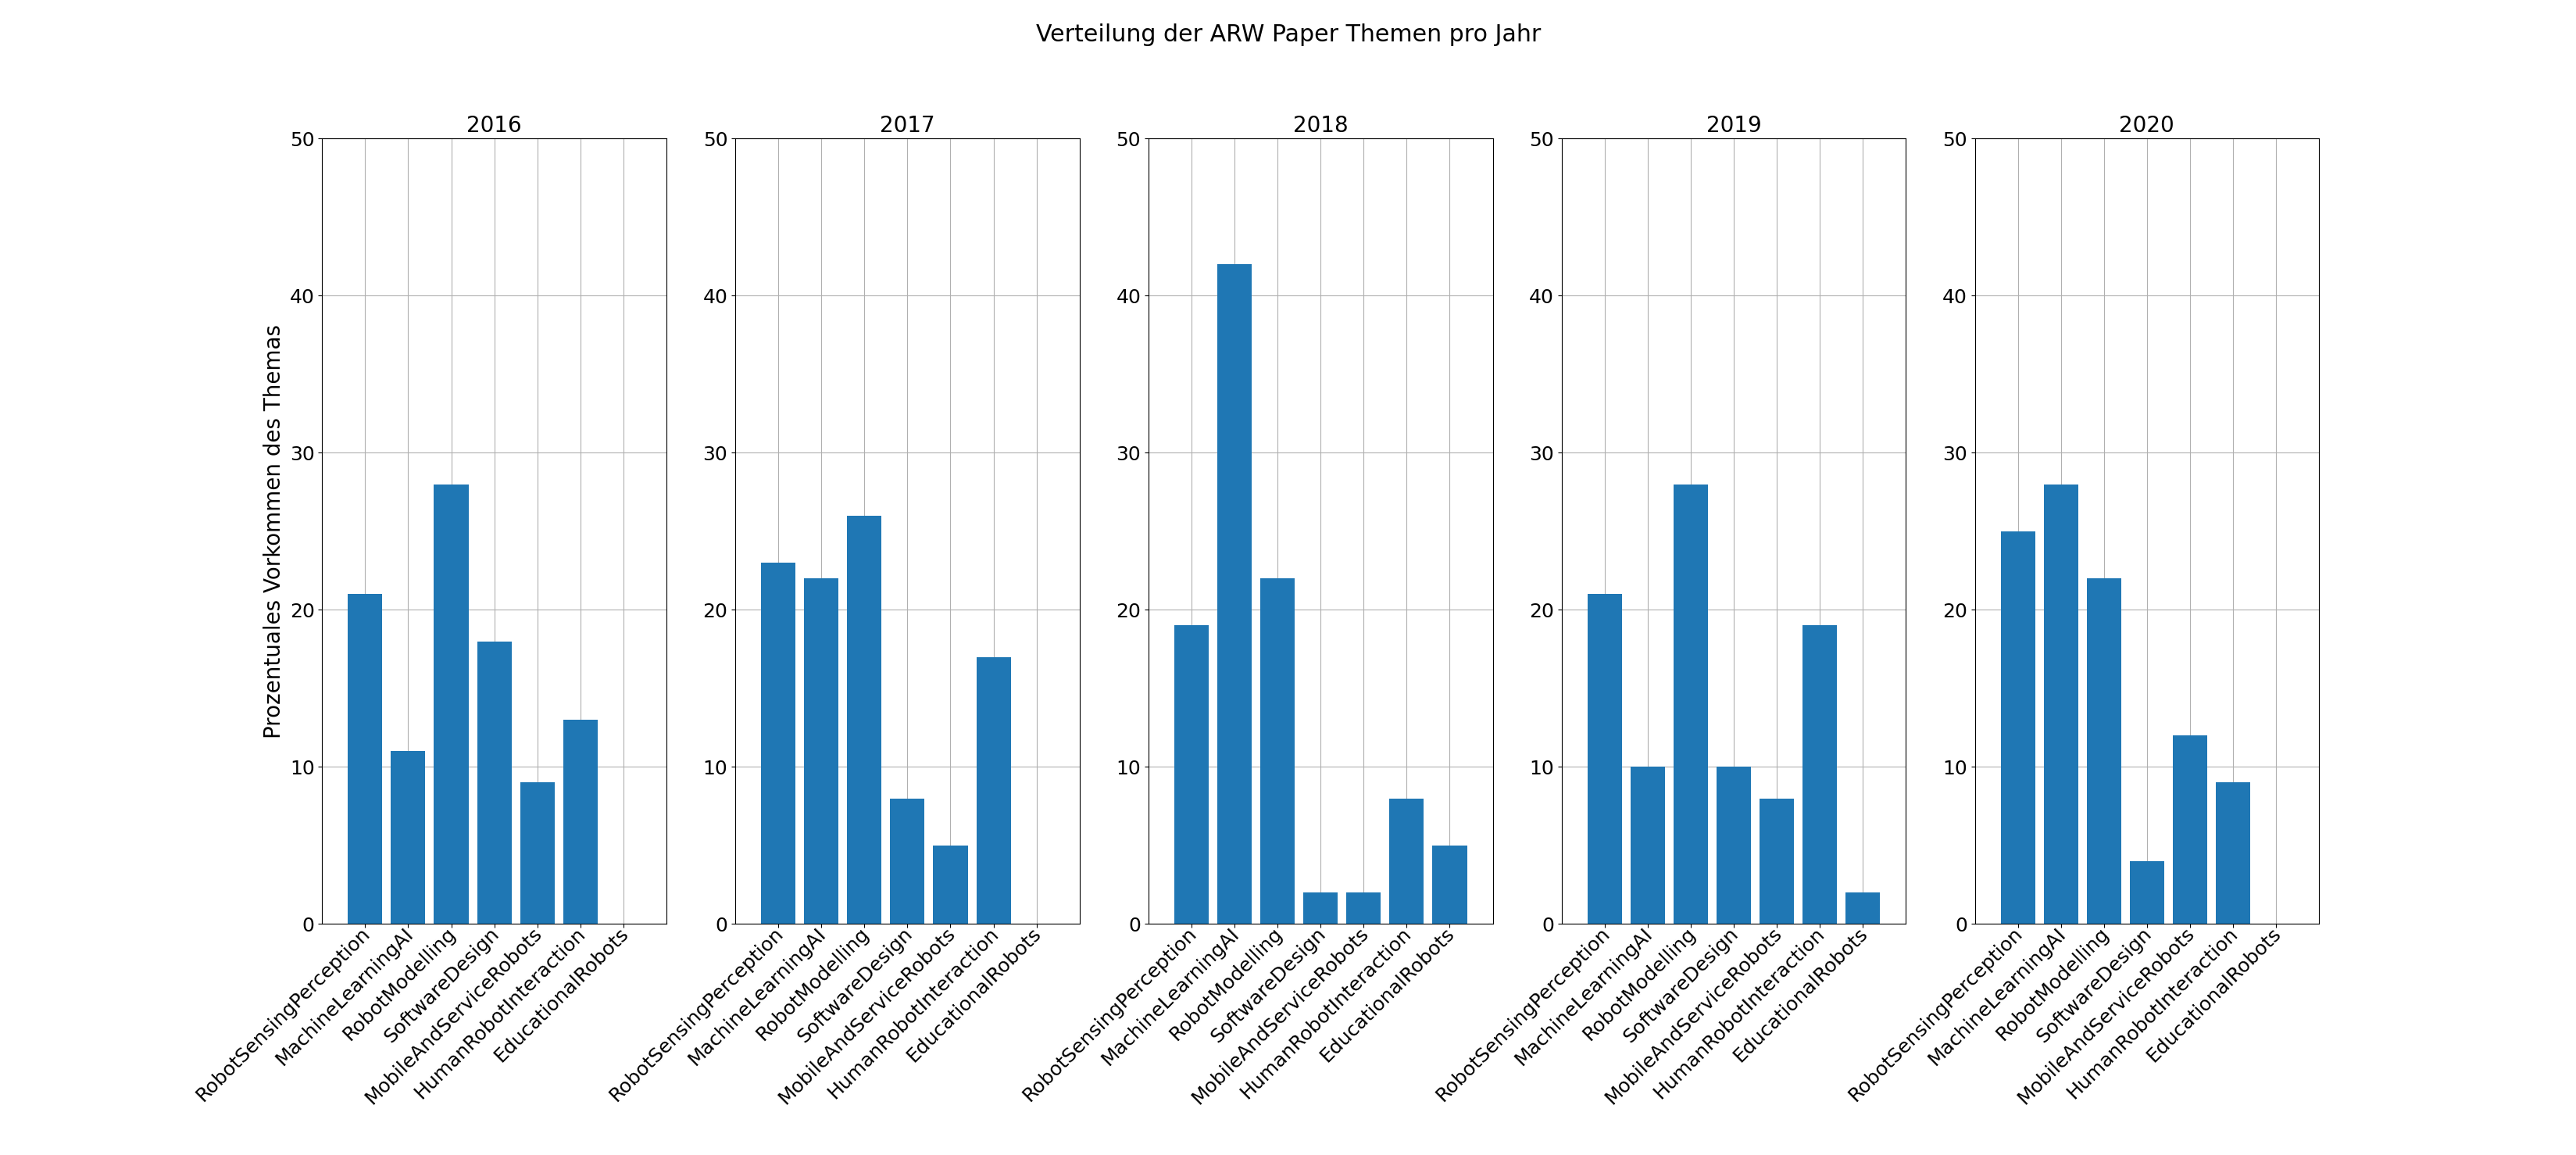 Verteilung der ARW Paper Themen pro Jahr
Prozentuales Vorkommen des Themas
2016
50
40
30
20
10
0
RobotSensingPerception
MachineLearningAI
RobotModelling
SoftwareDesign
MobileAndServiceRobots
HumanRobotInteraction
EducationalRobots
2017
50
40
30
20
10
0
RobotSensingPerception
MachineLearningAI
RobotModelling
SoftwareDesign
MobileAndServiceRobots
HumanRobotInteraction
EducationalRobots
2018
50
40
30
20
10
0
RobotSensingPerception
MachineLearningAI
RobotModelling
SoftwareDesign
MobileAndServiceRobots
HumanRobotInteraction
EducationalRobots
2019
50
40
30
20
10
0
RobotSensingPerception
MachineLearningAI
RobotModelling
SoftwareDesign
MobileAndServiceRobots
HumanRobotInteraction
EducationalRobots
2020
50
40
30
20
10
0
RobotSensingPerception
MachineLearningAI
RobotModelling
SoftwareDesign
MobileAndServiceRobots
HumanRobotInteraction
EducationalRobots